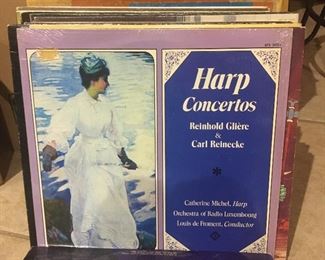 Harp
Concertos
Reinhold Glière
&
Carl Reinecke
Catherine Michel, Harp
Orchestra of Radio Luxembourg
Louis de Froment, Conductor